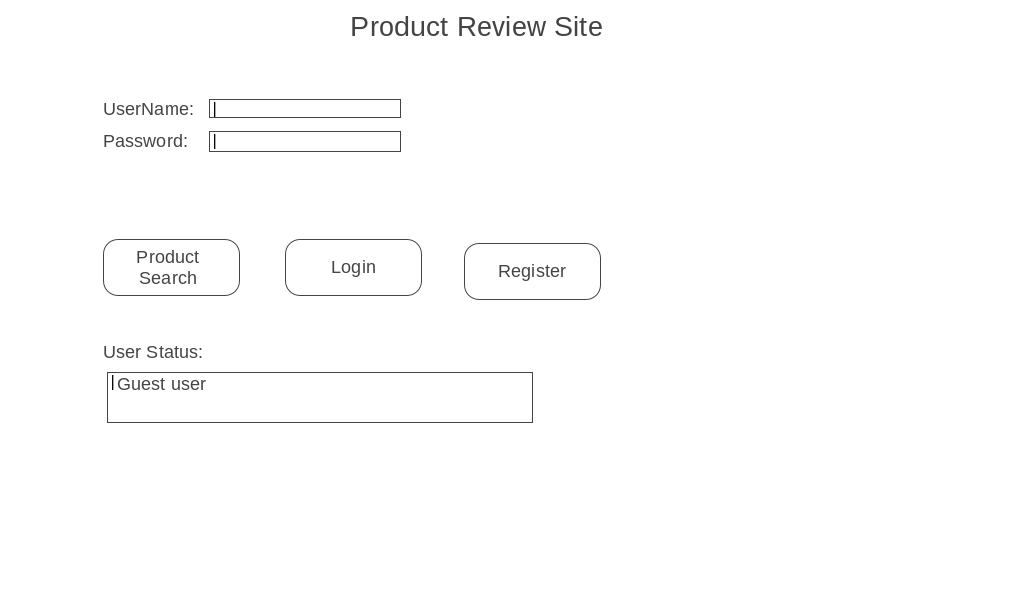 Product Review Site
UserName:
Password:
Product
Search
Login
Register
User Status:
Guest user